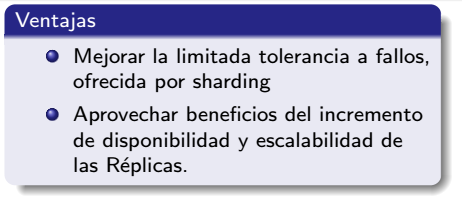 Ventajas
Mejorar la limitada tolerancia a fallos,
ofrecida por sharding
Aprovechar beneficios del incremento
de disponibilidad y escalabilidad de
las Réplicas.